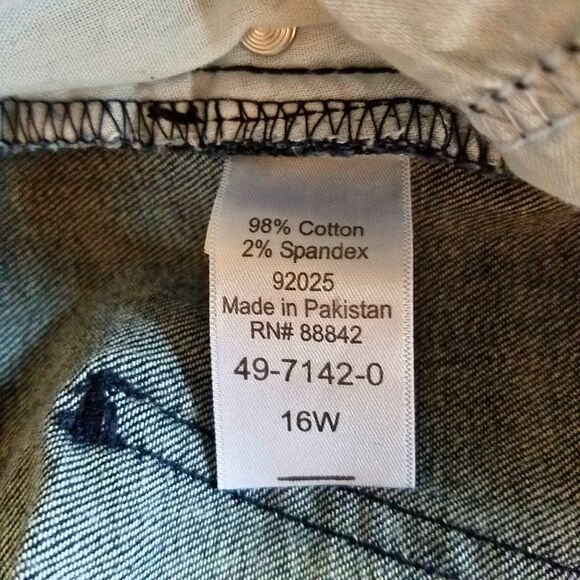 98% Cotton
2% Spandex
92025
Made in Pakistan
RN# 88842
49-7142-0
16W